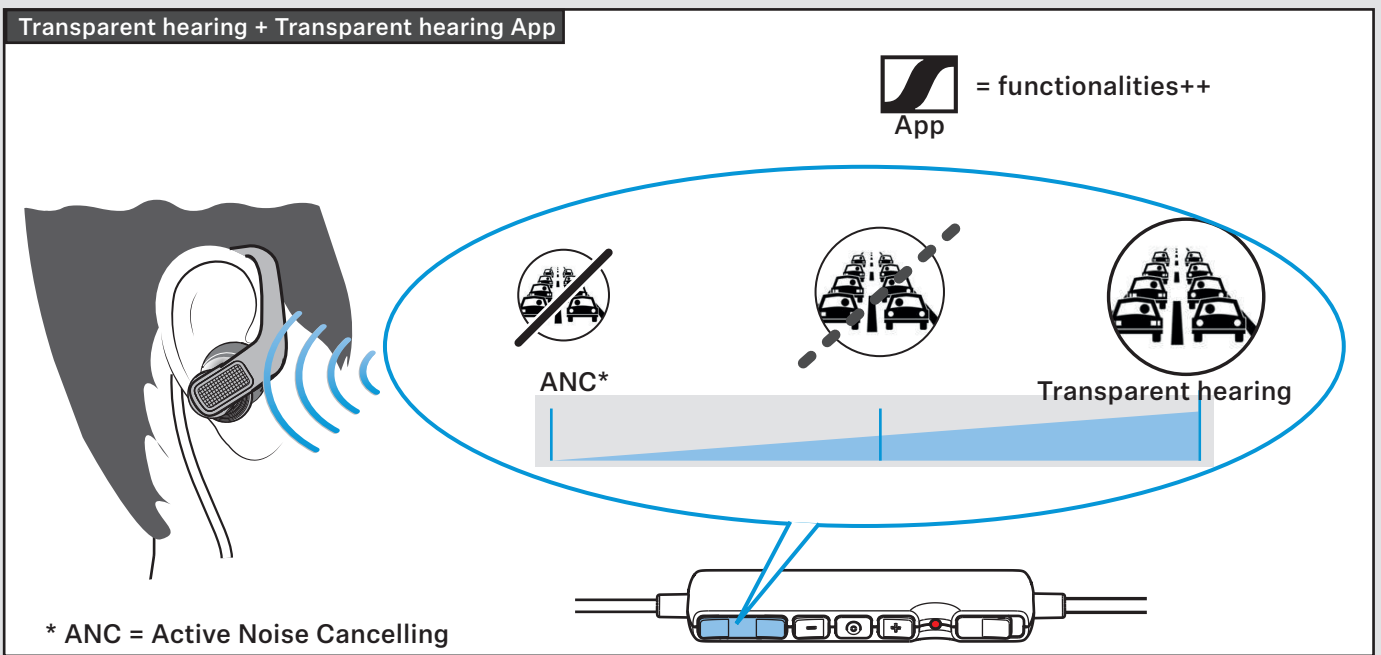 Transparent hearing + Transparent hearing App
= functionalities++
App
ANC*
Transparent hearing
* ANC = Active Noise Cancelling